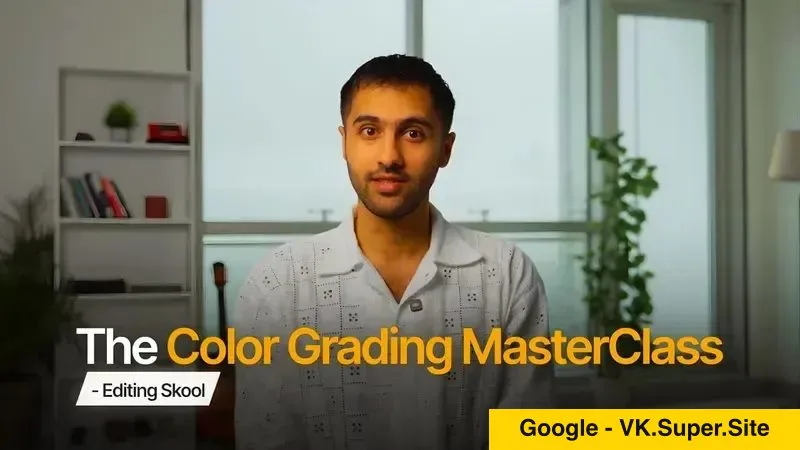 The Color Grading MasterClass
- Editing Skool
Google - VK.Super.Site